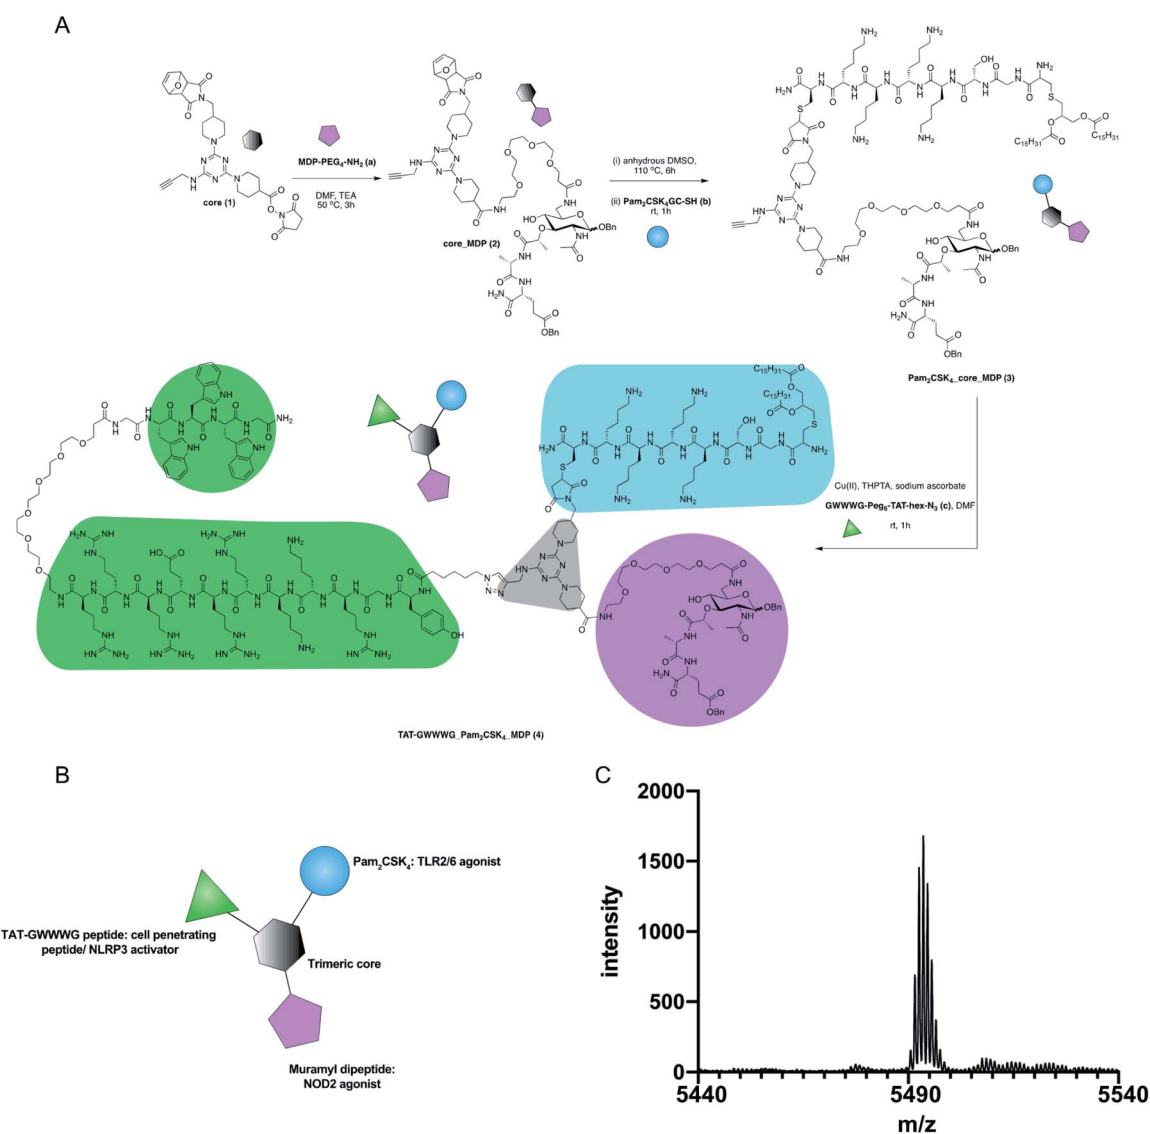 A
core (1)
MDP-PEG₄-NH₂ (a)
DMF, TEA
50 ºC, 3h
core_MDP (2)
(i) anhydrous DMSO,
110 ºC, 6h
(ii) Pam₂CSK₄GC-SH (b)
rt, 1h
Pam₂CSK₄_core_MDP (3)
Cu(II), THPTA, sodium ascorbate
GWWWG-Peg₆-TAT-hex-N₃ (c), DMF
rt, 1h
TAT-GWWWG_Pam₂CSK₄_MDP (4)
B
Pam₂CSK₄: TLR2/6 agonist
TAT-GWWWG peptide: cell penetrating
peptide/ NLRP3 activator
Trimeric core
Muramyl dipeptide:
NOD2 agonist
C
2000
1500
1000
500
0
intensity
5440
5490
5540
m/z